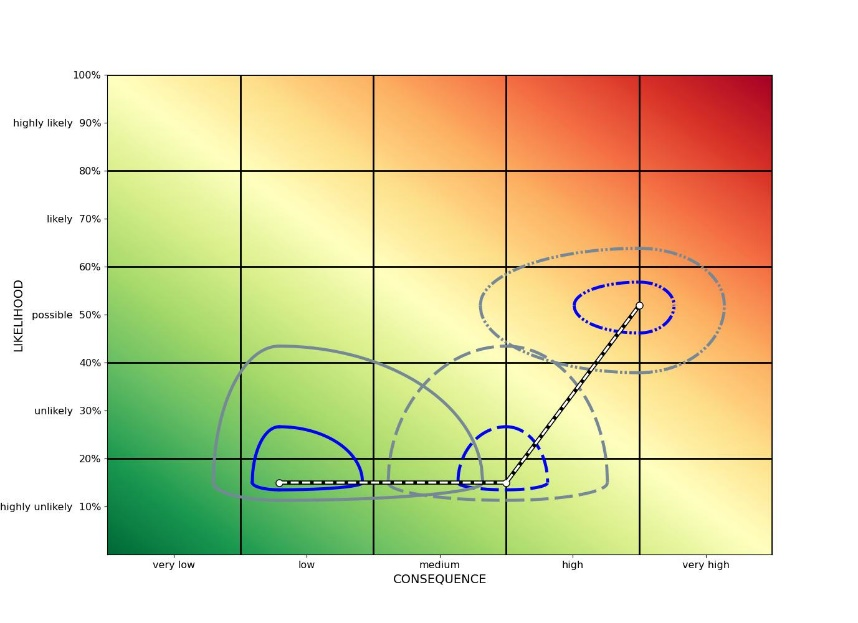 100%
highly likely 90%
80%
likely 70%
60%
possible 50%
40%
unlikely 30%
20%
highly unlikely 10%
LIKELIHOOD
very low low medium high very high
CONSEQUENCE